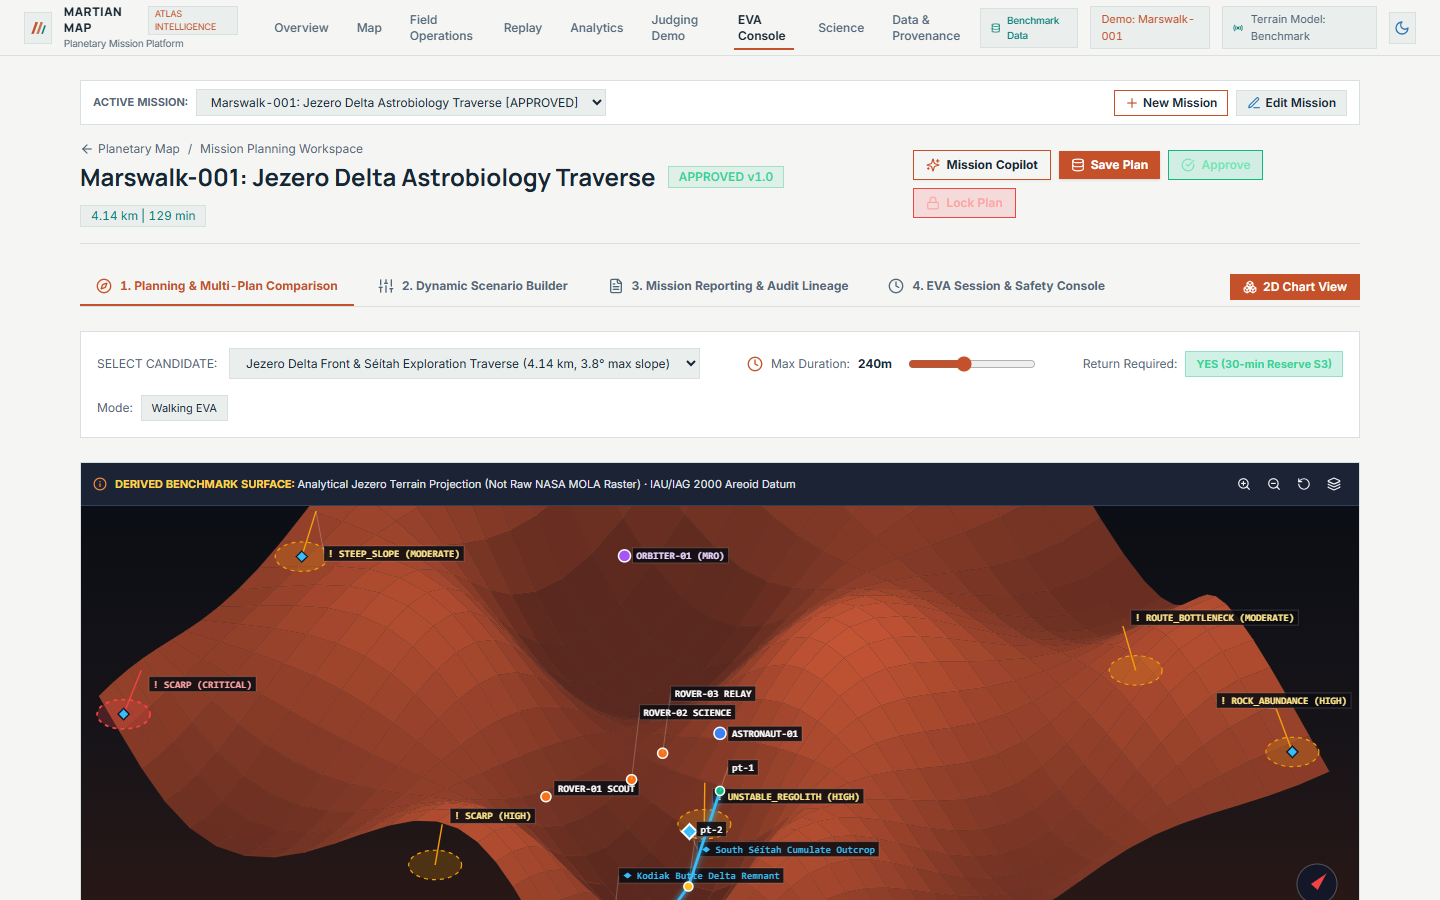 MARTIAN MAP
Planetary Mission Platform
ATLAS INTELLIGENCE
Overview
Map
Field Operations
Replay
Analytics
Judging Demo
EVA Console
Science
Data & Provenance
Benchmark Data
Demo: Marswalk-001
Terrain Model: Benchmark
ACTIVE MISSION:
Marswalk-001: Jezero Delta Astrobiology Traverse [APPROVED]
New Mission
Edit Mission
Planetary Map / Mission Planning Workspace
Marswalk-001: Jezero Delta Astrobiology Traverse
APPROVED v1.0
4.14 km | 129 min
Mission Copilot
Save Plan
Approve
Lock Plan
1. Planning & Multi-Plan Comparison
2. Dynamic Scenario Builder
3. Mission Reporting & Audit Lineage
4. EVA Session & Safety Console
2D Chart View
SELECT CANDIDATE:
Jezero Delta Front & Séítah Exploration Traverse (4.14 km, 3.8° max slope)
Max Duration: 240m
Return Required:
YES (30-min Reserve S3)
Mode:
Walking EVA
DERIVED BENCHMARK SURFACE: Analytical Jezero Terrain Projection (Not Raw NASA MOLA Raster) · IAU/IAG 2000 Areoid Datum
! STEEP_SLOPE (MODERATE)
ORBITER-01 (MRO)
! ROUTE_BOTTLENECK (MODERATE)
! SCARP (CRITICAL)
ROVER-03 RELAY
! ROCK_ABUNDANCE (HIGH)
ROVER-02 SCIENCE
ASTRONAUT-01
pt-1
ROVER-01 SCOUT
! UNSTABLE_REGOLITH (HIGH)
! SCARP (HIGH)
pt-2
South Séítah Cumulate Outcrop
Kodiak Butte Delta Remnant